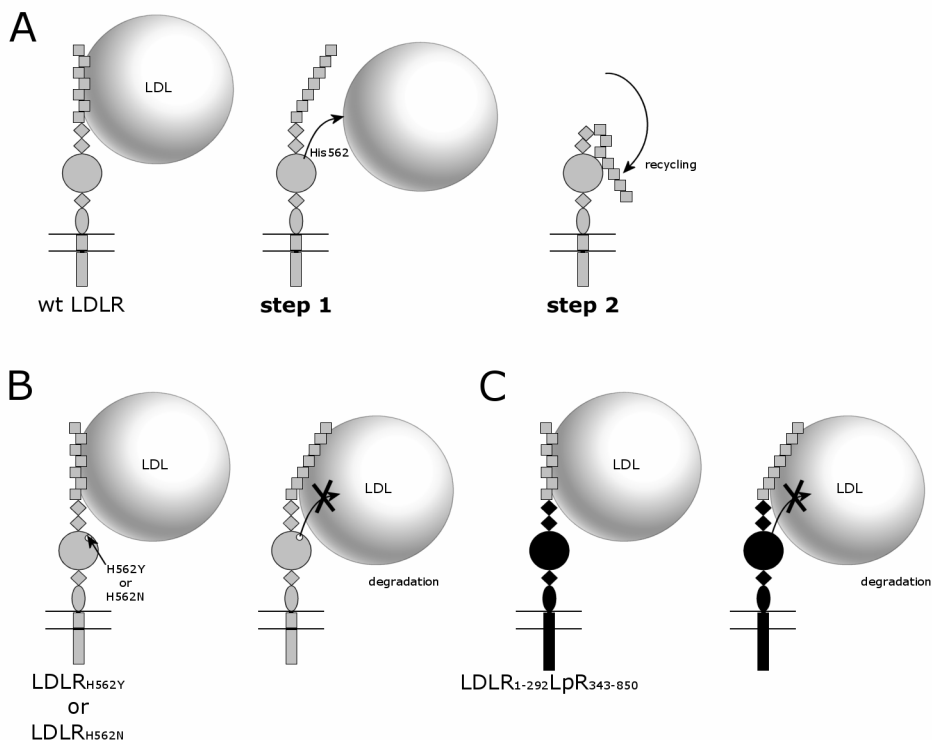 A
LDL
His562
recycling
wt LDLR
step 1
step 2
B
C
LDL
LDL
LDL
LDL
H562Y
or
H562N
degradation
degradation
LDLRH562Y
or
LDLRH562N
LDLR1-292LpR343-850